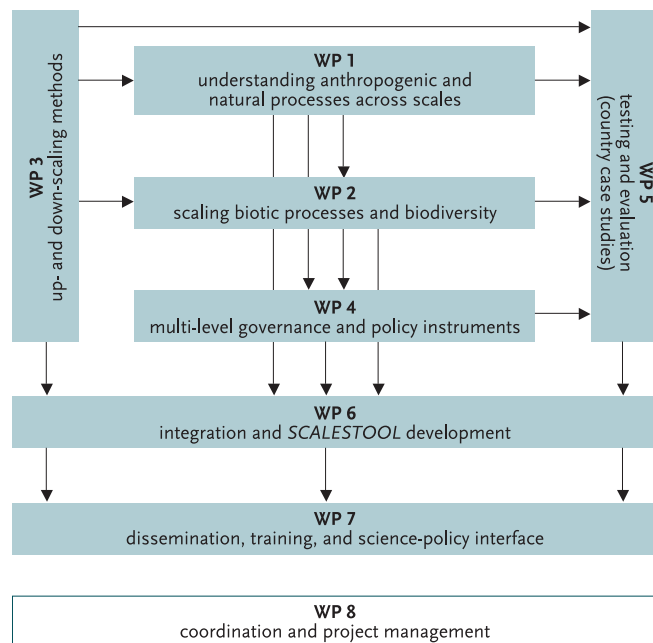 WP 3
up- and down-scaling methods
WP 1
understanding anthropogenic and
natural processes across scales
WP 2
scaling biotic processes and biodiversity
WP 4
multi-level governance and policy instruments
WP 5
testing and evaluation
(country case studies)
WP 6
integration and SCALESTOOL development
WP 7
dissemination, training, and science-policy interface
WP 8
coordination and project management